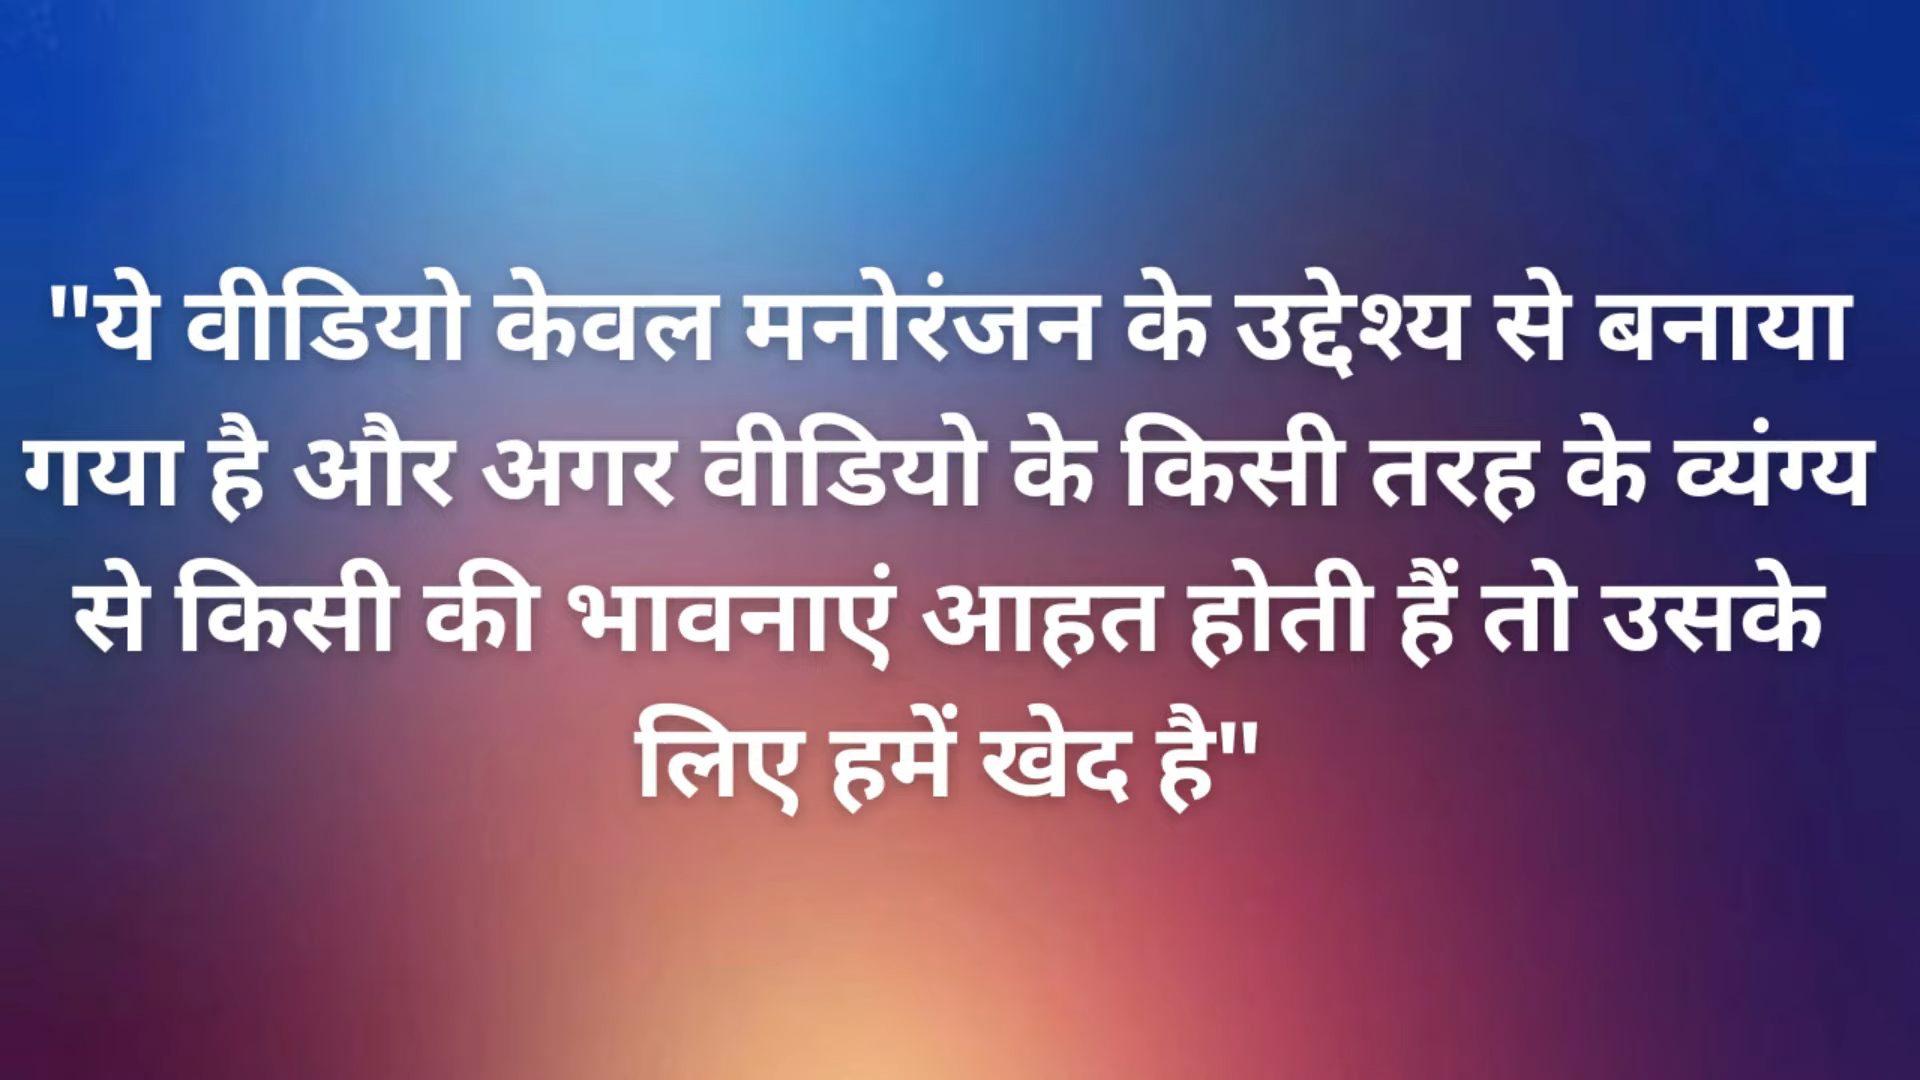 "ये वीडियो केवल मनोरंजन के उद्देश्य से बनाया
गया है और अगर वीडियो के किसी तरह के व्यंग्य
से किसी की भावनाएं आहत होती हैं तो उसके
लिए हमें खेद है"